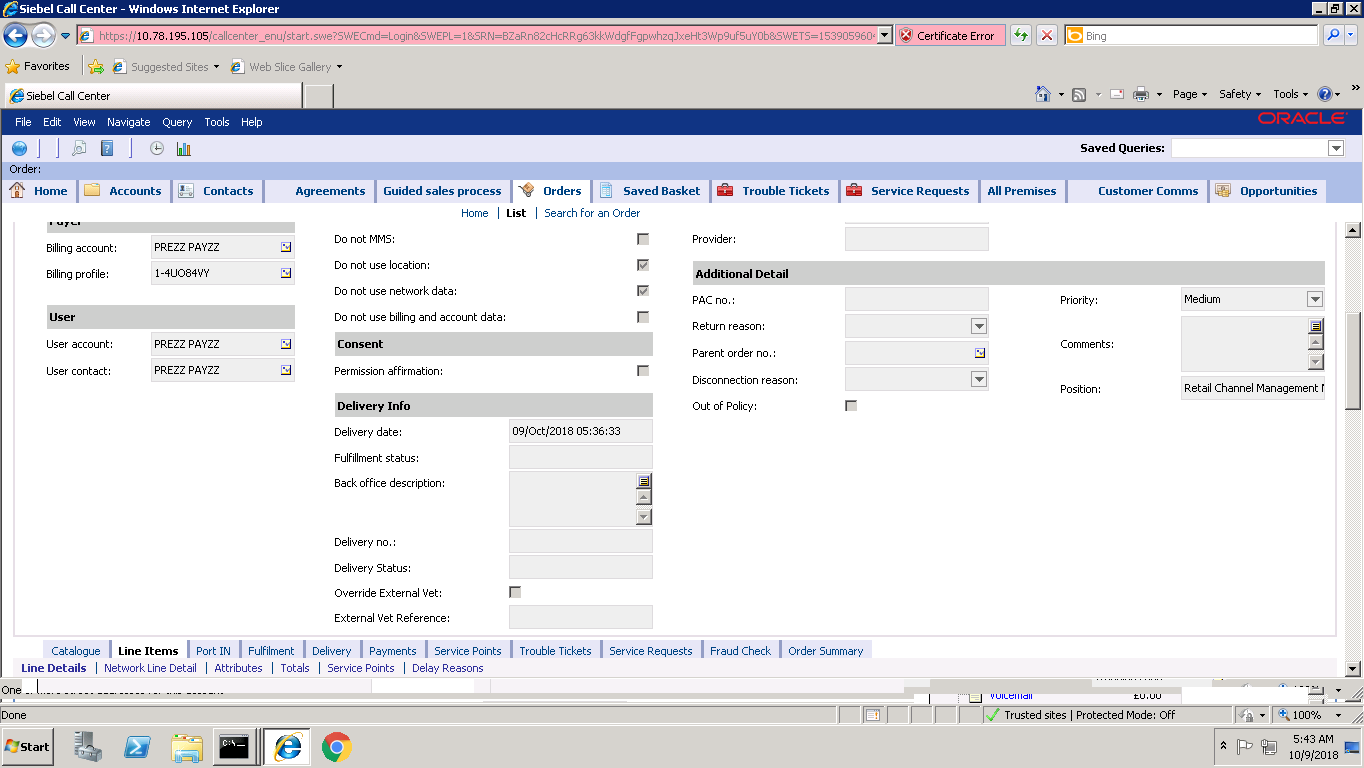 Siebel Call Center - Windows Internet Explorer
https://10.78.195.105/callcenter_enu/start.swe?SWECmd=Login&SWEPL=1&SRN=BZaRn82cHcRRg63kkWdgfFgpwhzqJxeHt3Wp9uf5uY0b&SWETS=153905960 Certificate Error Bing
Favorites Suggested Sites Web Slice Gallery
Siebel Call Center Page Safety Tools
File Edit View Navigate Query Tools Help ORACLE
Saved Queries:
Order:
Home Accounts Contacts Agreements Guided sales process Orders Saved Basket Trouble Tickets Service Requests All Premises Customer Comms Opportunities
Home List Search for an Order
Payer
Billing account: PREZZ PAYZZ
Billing profile: 1-4UO84VY
User
User account: PREZZ PAYZZ
User contact: PREZZ PAYZZ
Do not MMS:
Do not use location:
Do not use network data:
Do not use billing and account data:
Consent
Permission affirmation:
Delivery Info
Delivery date: 09/Oct/2018 05:36:33
Fulfillment status:
Back office description:
Delivery no.:
Delivery Status:
Override External Vet:
External Vet Reference:
Provider:
Additional Detail
PAC no.:
Return reason:
Parent order no.:
Disconnection reason:
Out of Policy:
Priority: Medium
Comments:
Position: Retail Channel Management
Catalogue Line Items Port IN Fulfilment Delivery Payments Service Points Trouble Tickets Service Requests Fraud Check Order Summary
Line Details Network Line Detail Attributes Totals Service Points Delay Reasons
Voicemail £0.00
Done Trusted sites | Protected Mode: Off 100%
Start 5:43 AM
10/9/2018